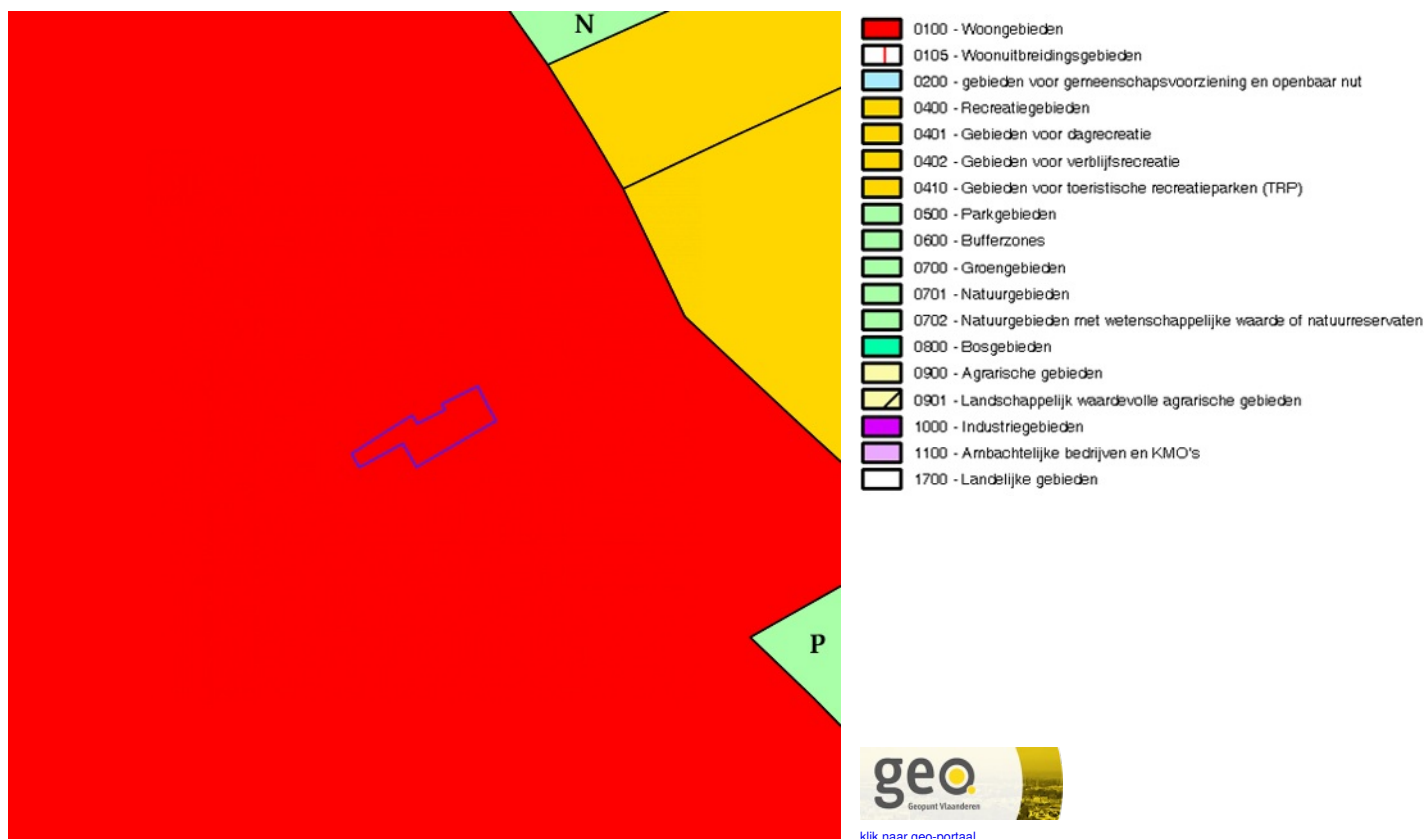 N
P
0100 - Woongebieden
0105 - Woonuitbreidingsgebieden
0200 - gebieden voor gemeenschapsvoorziening en openbaar nut
0400 - Recreatiegebieden
0401 - Gebieden voor dagrecreatie
0402 - Gebieden voor verblijfsrecreatie
0410 - Gebieden voor toeristische recreatieparken (TRP)
0500 - Parkgebieden
0600 - Bufferzones
0700 - Groengebieden
0701 - Natuurgebieden
0702 - Natuurgebieden met wetenschappelijke waarde of natuurreservaten
0800 - Bosgebieden
0900 - Agrarische gebieden
0901 - Landschappelijk waardevolle agrarische gebieden
1000 - Industriegebieden
1100 - Ambachtelijke bedrijven en KMO's
1700 - Landelijke gebieden
geo
Geopunt Vlaanderen
klik naar geo-portaal